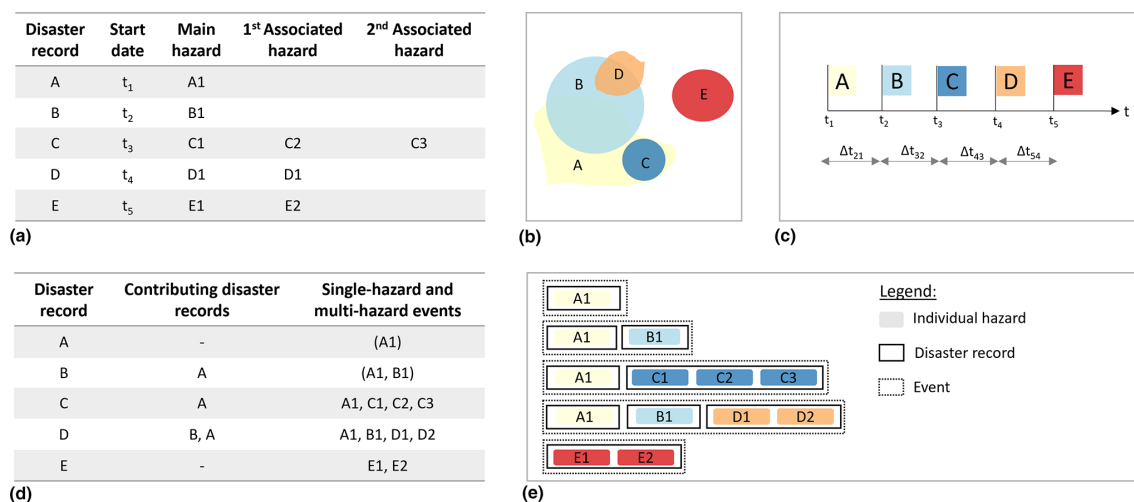 Disaster record Start date Main hazard 1st Associated hazard 2nd Associated hazard
A t1 A1
B t2 B1
C t3 C1 C2 C3
D t4 D1 D1
E t5 E1 E2
(a)
B D E
A C
(b)
A B C D E
t
t1 t2 t3 t4 t5
Δt21 Δt32 Δt43 Δt54
(c)
Disaster record Contributing disaster records Single-hazard and multi-hazard events
A - (A1)
B A (A1, B1)
C A A1, C1, C2, C3
D B, A A1, B1, D1, D2
E - E1, E2
(d)
A1
A1 B1
A1 C1 C2 C3
A1 B1 D1 D2
E1 E2
Legend:
Individual hazard
Disaster record
Event
(e)